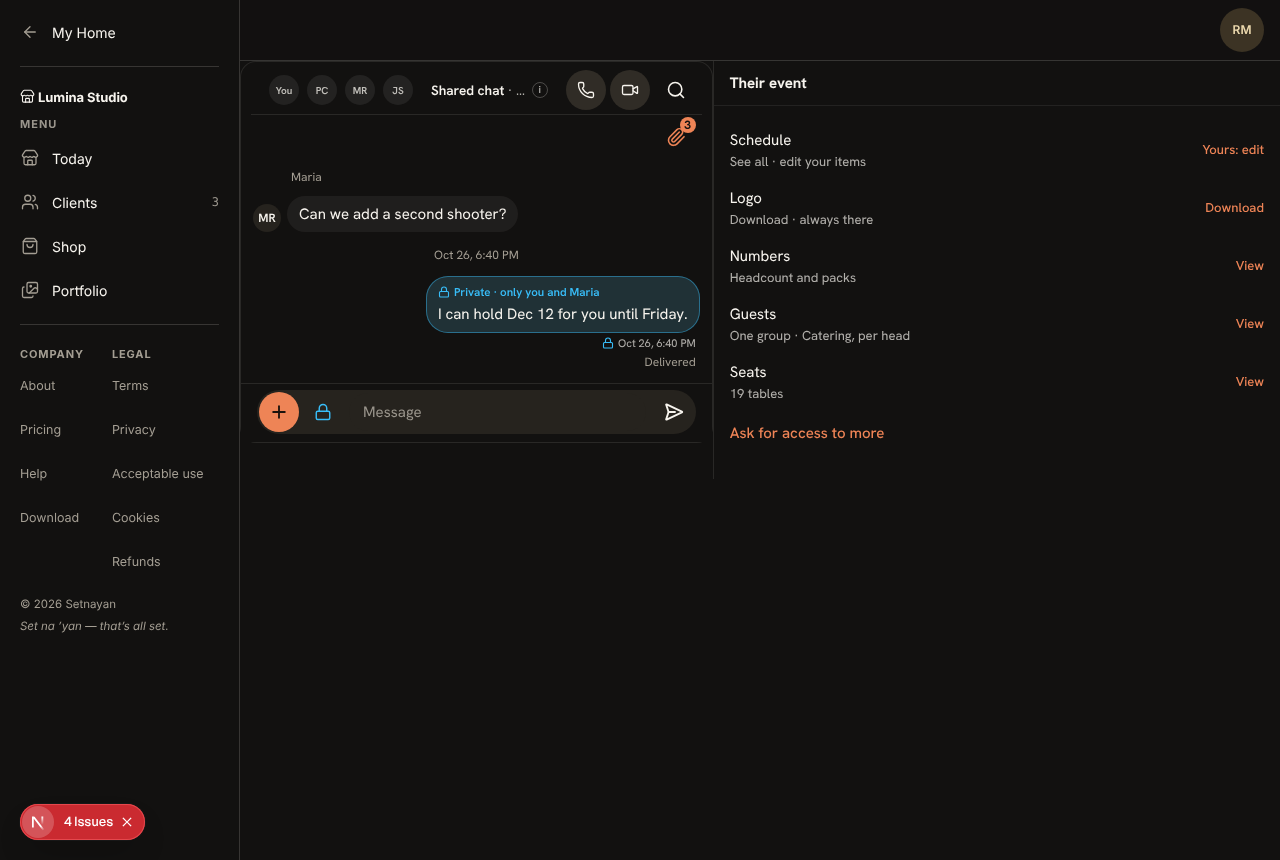 My Home
RM
Lumina Studio
MENU
Today
Clients 3
Shop
Portfolio
COMPANY LEGAL
About Terms
Pricing Privacy
Help Acceptable use
Download Cookies
Refunds
© 2026 Setnayan
Set na ’yan — that's all set.
4 Issues
You PC MR JS Shared chat · ... i
3
Maria
MR Can we add a second shooter?
Oct 26, 6:40 PM
Private · only you and Maria
I can hold Dec 12 for you until Friday.
Oct 26, 6:40 PM
Delivered
Message
Their event
Schedule
See all · edit your items
Yours: edit
Logo
Download · always there
Download
Numbers
Headcount and packs
View
Guests
One group · Catering, per head
View
Seats
19 tables
View
Ask for access to more